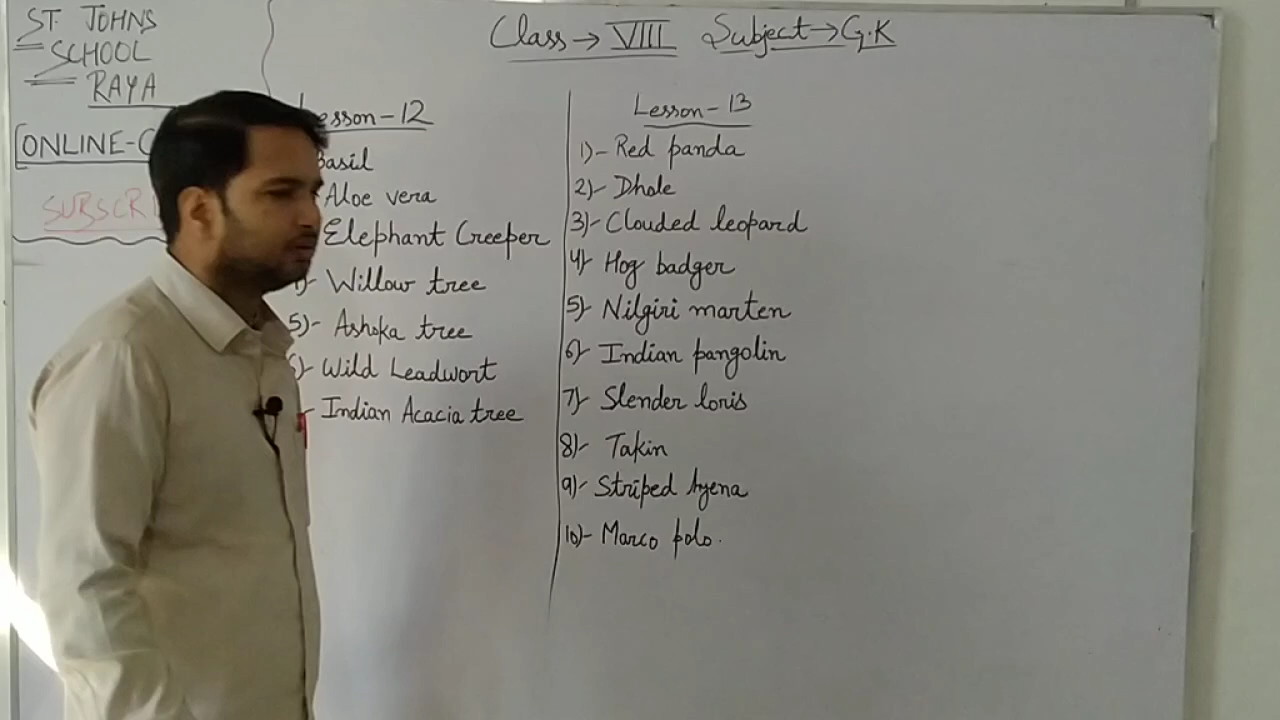 ST. JOHNS
SCHOOL
RAYA
[ONLINE-C
SUBSCRI
Class → VIII Subject → G.K
Lesson-12
Basil
Aloe vera
Elephant Creeper
Willow tree
5)- Ashoka tree
Wild Leadwort
Indian Acacia tree
Lesson-13
1)- Red panda
2)- Dhole
3)- Clouded leopard
4)- Hog badger
5)- Nilgiri marten
6)- Indian pangolin
7)- Slender loris
8)- Takin
9)- Striped hyena
10)- Marco polo.